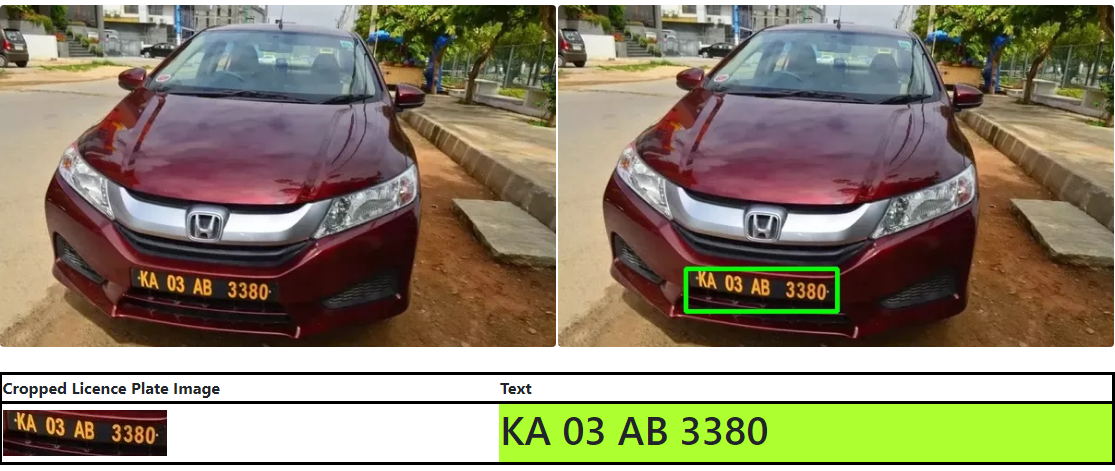 KA 03 AB 3380
KA 03 AB 3380
Cropped Licence Plate Image Text
KA 03 AB 3380 KA 03 AB 3380